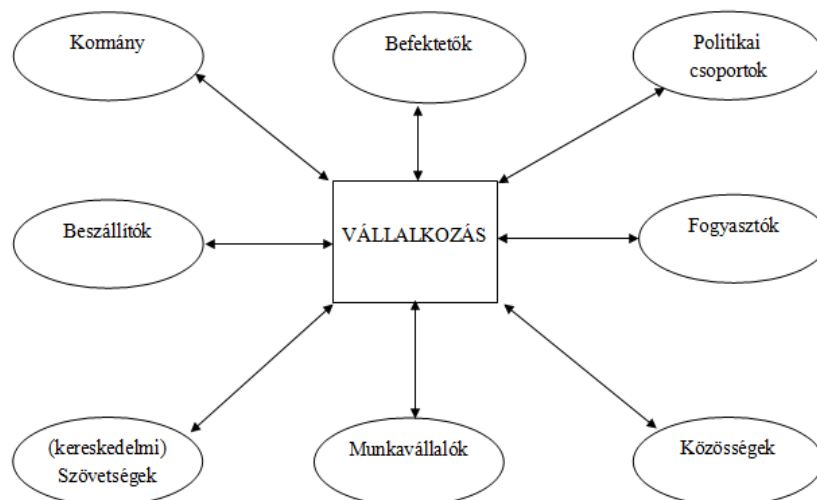 Kormány
Befektetők
Politikai
csoportok
Beszállítók
VÁLLALKOZÁS
Fogyasztók
(kereskedelmi)
Szövetségek
Munkavállalók
Közösségek